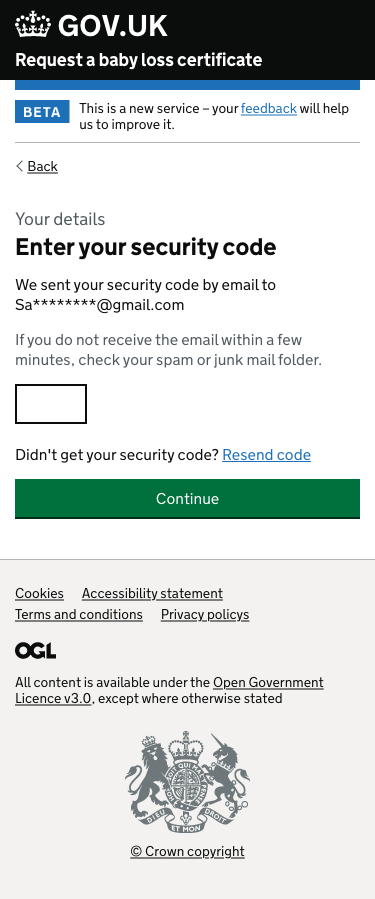 GOV.UK
Request a baby loss certificate
BETA
This is a new service – your feedback will help
us to improve it.
Back
Your details
Enter your security code
We sent your security code by email to
Sa********@gmail.com
If you do not receive the email within a few
minutes, check your spam or junk mail folder.
Didn't get your security code? Resend code
Continue
Cookies Accessibility statement
Terms and conditions Privacy policys
OGL
All content is available under the Open Government
Licence v3.0, except where otherwise stated
DIEU ET MON DROIT
© Crown copyright